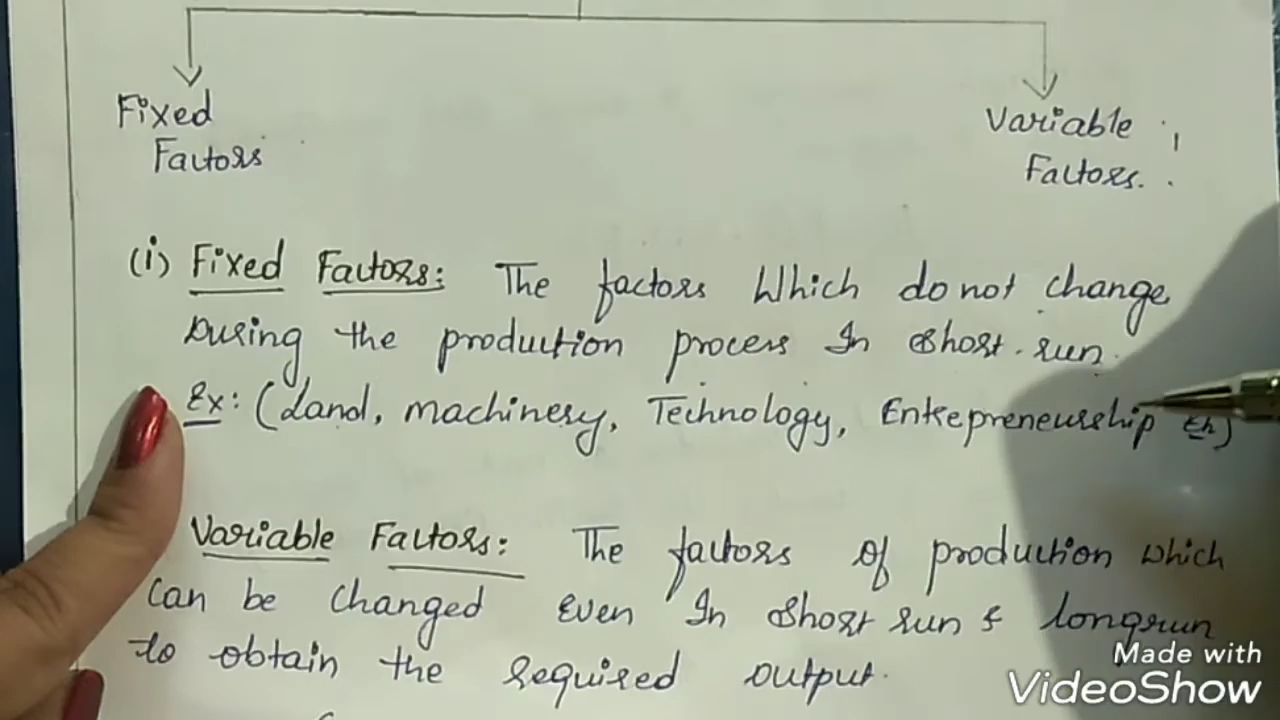 Fixed
Factors
Variable
Factors.
(i) Fixed Factors: The factors Which do not change
During the production process In Short run.
Ex: (Land, machinery, Technology, Entrepreneurship Etc)
Variable Factors: The factors of production which
can be changed Even In Short run & longrun
to obtain the required output.
Made with
VideoShow